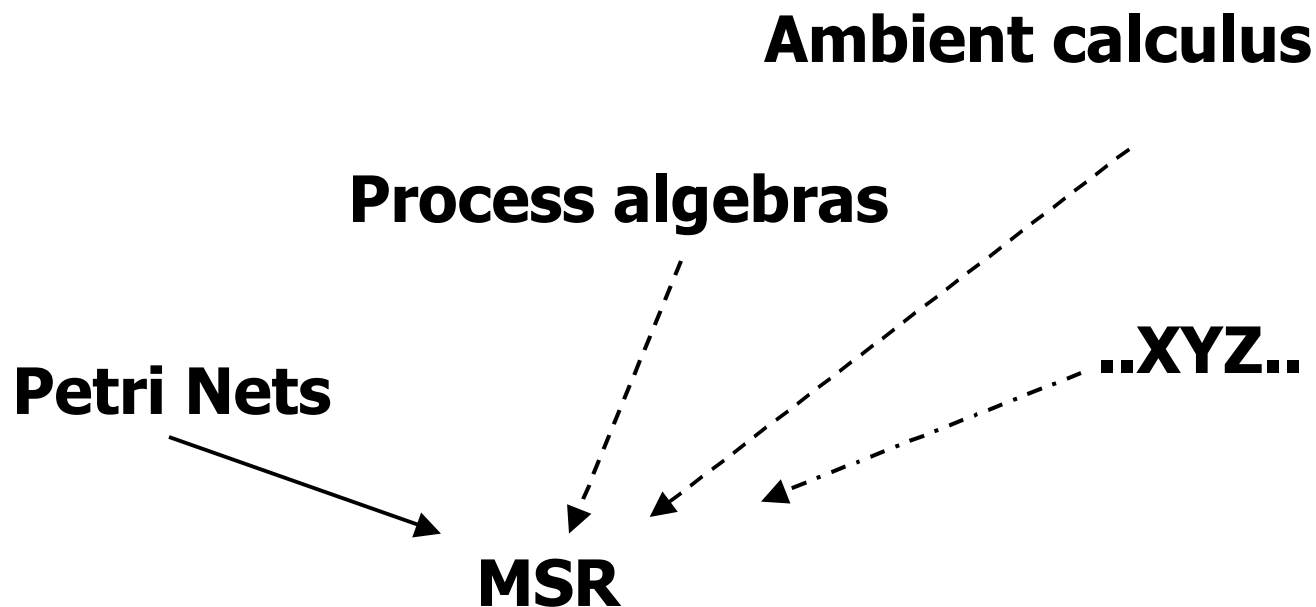 Ambient calculus
Process algebras
..XYZ..
Petri Nets
MSR